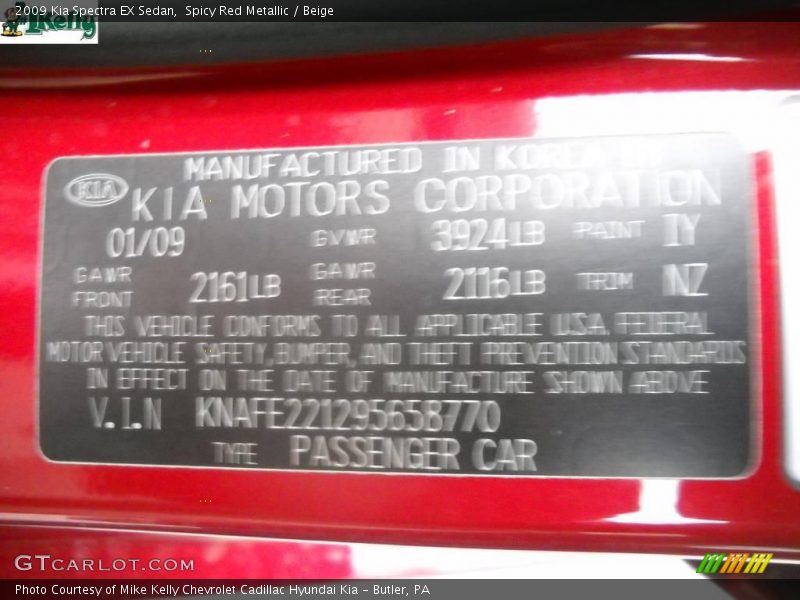 2009 Kia Spectra EX Sedan,  Spicy Red Metallic / Beige
Kelly
MANUFACTURED IN KOREA BY
KIA
KIA MOTORS CORPORATION
01/09 GVWR 3924LB PAINT IY
GAWR FRONT 2161LB GAWR REAR 2116LB TRIM NZ
THIS VEHICLE CONFORMS TO ALL APPLICABLE U.S.A. FEDERAL
MOTOR VEHICLE SAFETY, BUMPER, AND THEFT PREVENTION STANDARDS
IN EFFECT ON THE DATE OF MANUFACTURE SHOWN ABOVE
V.I.N KNAFE221295658770
TYPE PASSENGER CAR
GTCARLOT.COM
Photo Courtesy of Mike Kelly Chevrolet Cadillac Hyundai Kia - Butler, PA